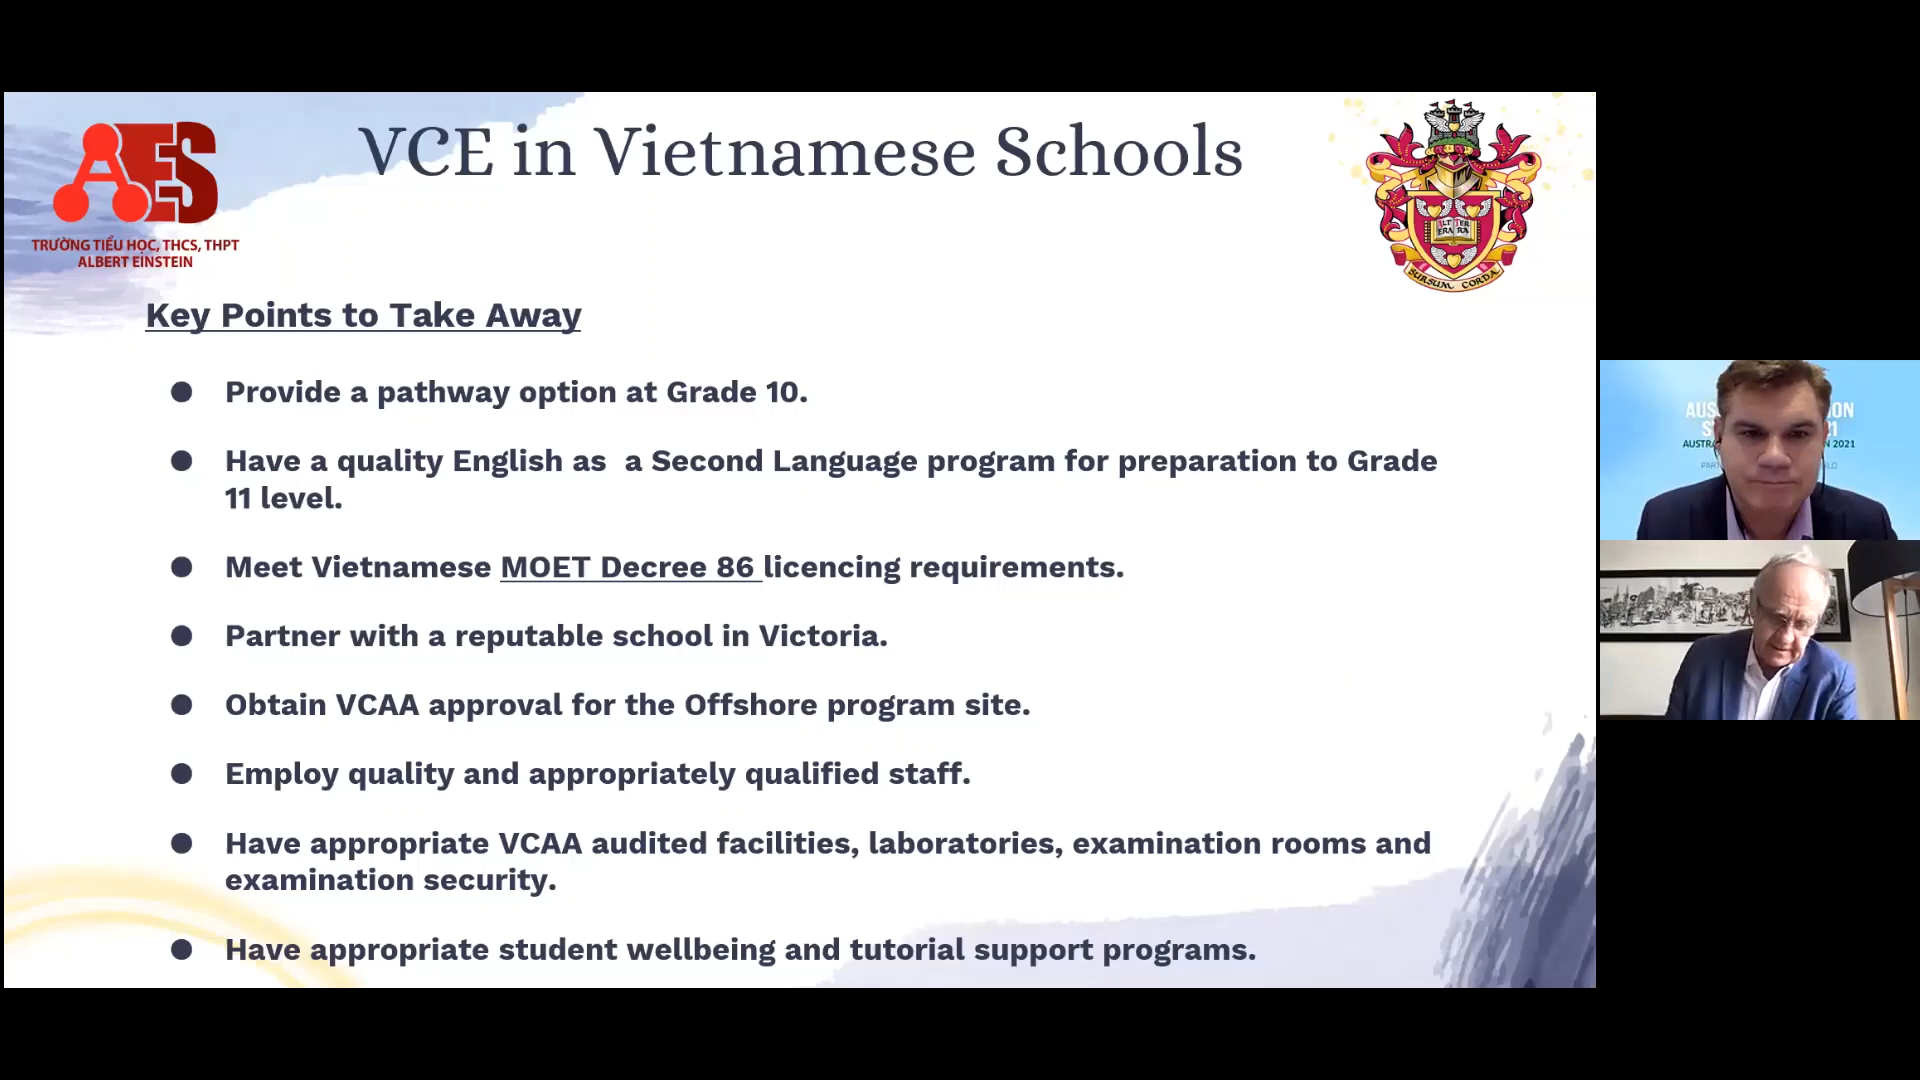 AES
TRƯỜNG TIỂU HỌC, THCS, THPT
ALBERT EINSTEIN
VCE in Vietnamese Schools
ALTERI
SURSUM CORDA
Key Points to Take Away
● Provide a pathway option at Grade 10.
● Have a quality English as  a Second Language program for preparation to Grade
11 level.
● Meet Vietnamese MOET Decree 86 licencing requirements.
● Partner with a reputable school in Victoria.
● Obtain VCAA approval for the Offshore program site.
● Employ quality and appropriately qualified staff.
● Have appropriate VCAA audited facilities, laboratories, examination rooms and
examination security.
● Have appropriate student wellbeing and tutorial support programs.